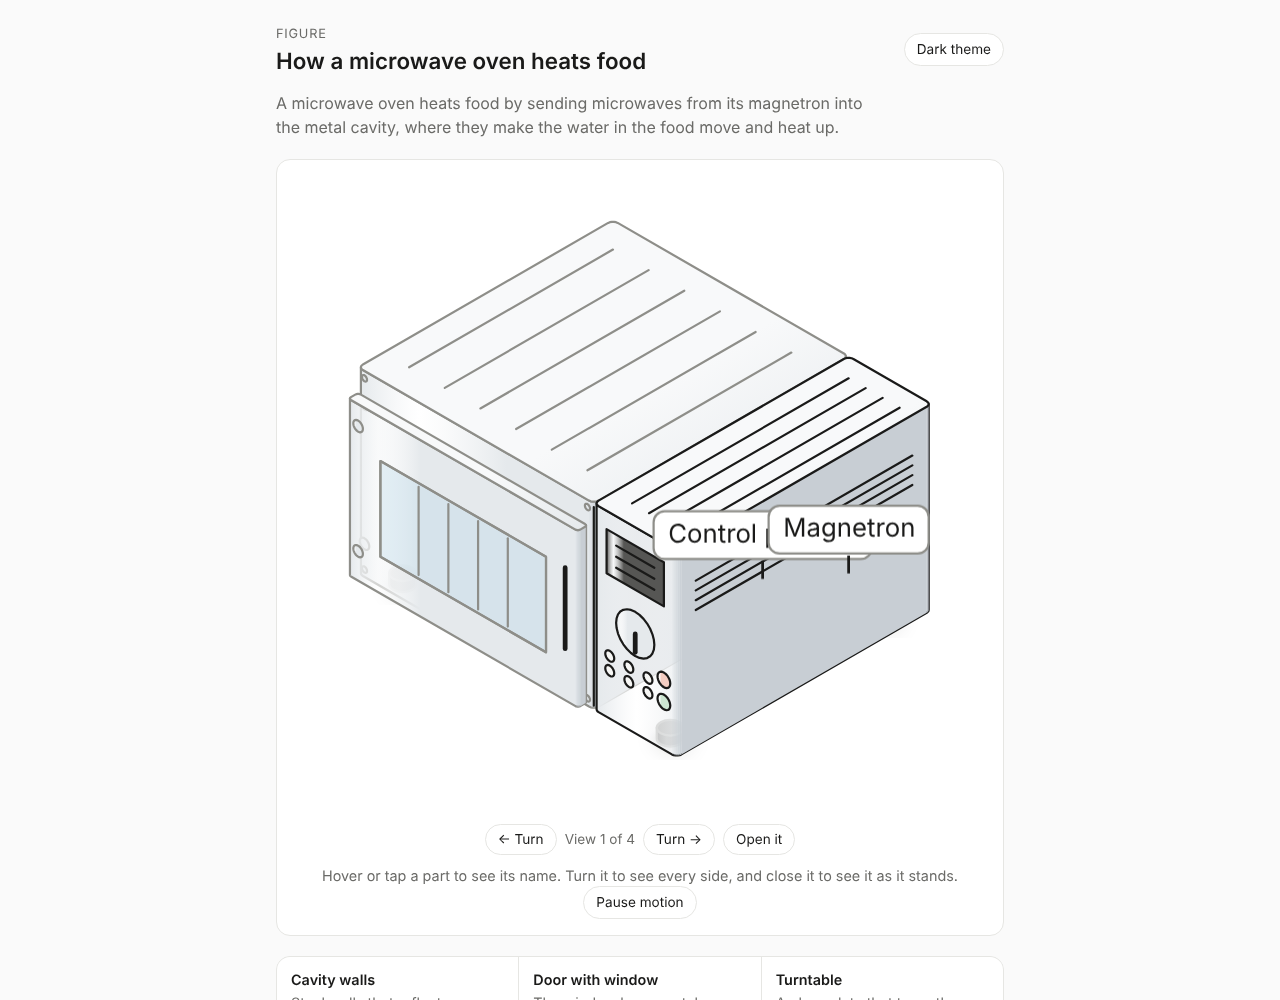 FIGURE
How a microwave oven heats food
Dark theme
A microwave oven heats food by sending microwaves from its magnetron into
the metal cavity, where they make the water in the food move and heat up.
Control
Magnetron
← Turn
View 1 of 4
Turn →
Open it
Hover or tap a part to see its name. Turn it to see every side, and close it to see it as it stands.
Pause motion
Cavity walls
Door with window
Turntable